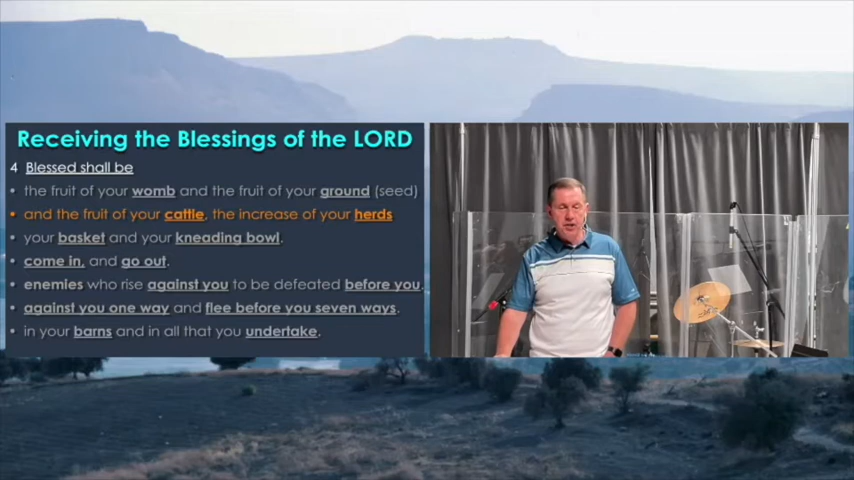 Receiving the Blessings of the LORD
4 Blessed shall be
• the fruit of your womb and the fruit of your ground (seed)
• and the fruit of your cattle, the increase of your herds
• your basket and your kneading bowl.
• come in, and go out.
• enemies who rise against you to be defeated before you.
• against you one way and flee before you seven ways.
• in your barns and in all that you undertake.